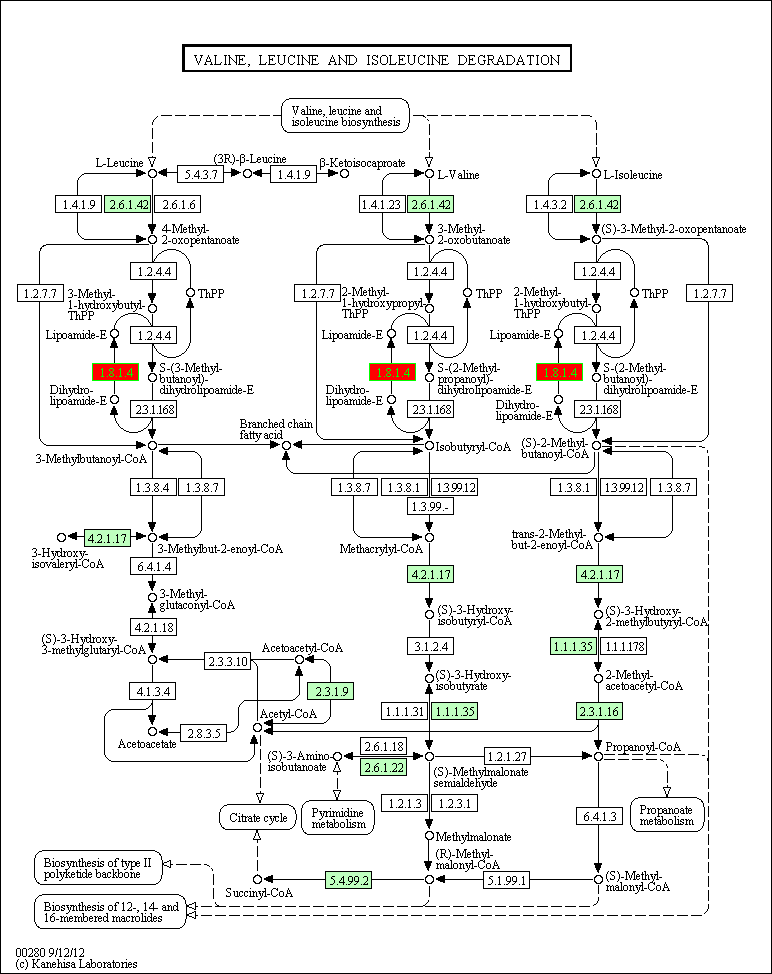 VALINE, LEUCINE AND ISOLEUCINE DEGRADATION
Valine, leucine and
isoleucine biosynthesis
L-Leucine
(3R)-β-Leucine
β-Ketoisocaproate
L-Valine
L-Isoleucine
5.4.3.7
1.4.1.9
1.4.1.9
2.6.1.42
2.6.1.6
1.4.1.23
2.6.1.42
1.4.3.2
2.6.1.42
4-Methyl-
2-oxopentanoate
3-Methyl-
2-oxobutanoate
(S)-3-Methyl-2-oxopentanoate
1.2.4.4
1.2.4.4
1.2.4.4
1.2.7.7
3-Methyl-
1-hydroxybutyl-
ThPP
ThPP
1.2.7.7
2-Methyl-
1-hydroxypropyl-
ThPP
ThPP
2-Methyl-
1-hydroxybutyl-
ThPP
ThPP
1.2.7.7
Lipoamide-E
1.2.4.4
Lipoamide-E
1.2.4.4
Lipoamide-E
1.2.4.4
1.8.1.4
S-(3-Methyl-
butanoyl)-
dihydrolipoamide-E
1.8.1.4
S-(2-Methyl-
propanoyl)-
dihydrolipoamide-E
1.8.1.4
S-(2-Methyl-
butanoyl)-
dihydrolipoamide-E
Dihydro-
lipoamide-E
Dihydro-
lipoamide-E
Dihydro-
lipoamide-E
2.3.1.168
2.3.1.168
2.3.1.168
Branched chain
fatty acid
3-Methylbutanoyl-CoA
Isobutyryl-CoA
(S)-2-Methyl-
butanoyl-CoA
1.3.8.4
1.3.8.7
1.3.8.7
1.3.8.1
1.3.99.12
1.3.8.1
1.3.99.12
1.3.8.7
1.3.99.-
4.2.1.17
3-Hydroxy-
isovaleryl-CoA
3-Methylbut-2-enoyl-CoA
Methacrylyl-CoA
trans-2-Methyl-
but-2-enoyl-CoA
6.4.1.4
4.2.1.17
4.2.1.17
3-Methyl-
glutaconyl-CoA
(S)-3-Hydroxy-
isobutyryl-CoA
(S)-3-Hydroxy-
2-methylbutyryl-CoA
4.2.1.18
(S)-3-Hydroxy-
3-methylglutaryl-CoA
Acetoacetyl-CoA
3.1.2.4
1.1.1.35
1.1.1.178
2.3.3.10
(S)-3-Hydroxy-
isobutyrate
2-Methyl-
acetoacetyl-CoA
4.1.3.4
2.3.1.9
1.1.1.31
1.1.1.35
2.3.1.16
Acetyl-CoA
2.8.3.5
Acetoacetate
(S)-3-Amino-
isobutanoate
2.6.1.18
2.6.1.22
1.2.1.27
Propanoyl-CoA
(S)-Methylmalonate
semialdehyde
Citrate cycle
Pyrimidine
metabolism
1.2.1.3
1.2.3.1
6.4.1.3
Propanoate
metabolism
Methylmalonate
(R)-Methyl-
malonyl-CoA
Biosynthesis of type II
polyketide backbone
Succinyl-CoA
5.4.99.2
5.1.99.1
(S)-Methyl-
malonyl-CoA
Biosynthesis of 12-, 14- and
16-membered macrolides
00280 9/12/12
(c) Kanehisa Laboratories